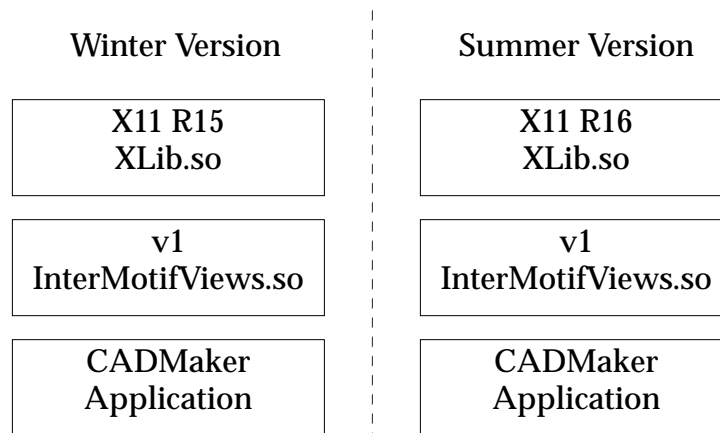 Winter Version
X11 R15
XLib.so
v1
InterMotifViews.so
CADMaker
Application
Summer Version
X11 R16
XLib.so
v1
InterMotifViews.so
CADMaker
Application